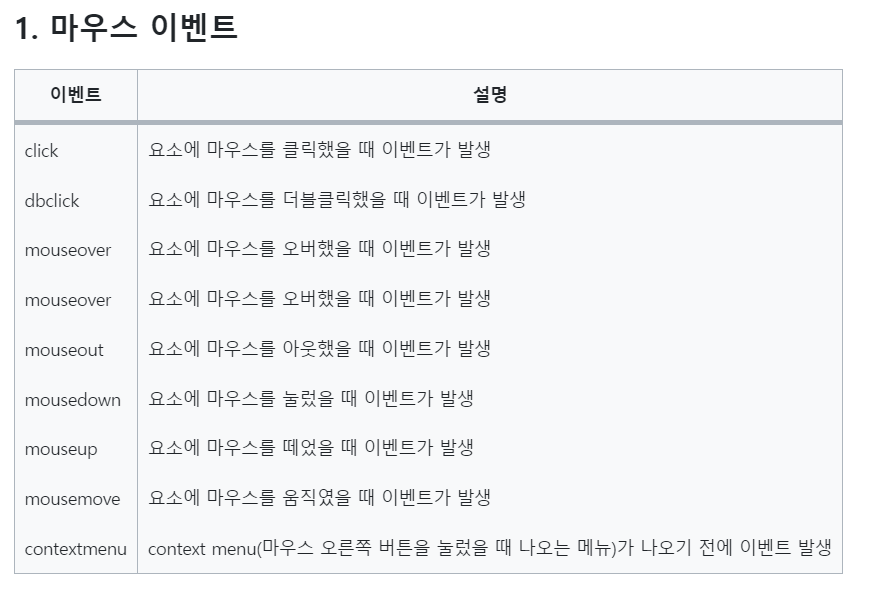 1. 마우스 이벤트
이벤트 설명
click 요소에 마우스를 클릭했을 때 이벤트가 발생
dbclick 요소에 마우스를 더블클릭했을 때 이벤트가 발생
mouseover 요소에 마우스를 오버했을 때 이벤트가 발생
mouseover 요소에 마우스를 오버했을 때 이벤트가 발생
mouseout 요소에 마우스를 아웃했을 때 이벤트가 발생
mousedown 요소에 마우스를 눌렀을 때 이벤트가 발생
mouseup 요소에 마우스를 떼었을 때 이벤트가 발생
mousemove 요소에 마우스를 움직였을 때 이벤트가 발생
contextmenu context menu(마우스 오른쪽 버튼을 눌렀을 때 나오는 메뉴)가 나오기 전에 이벤트 발생